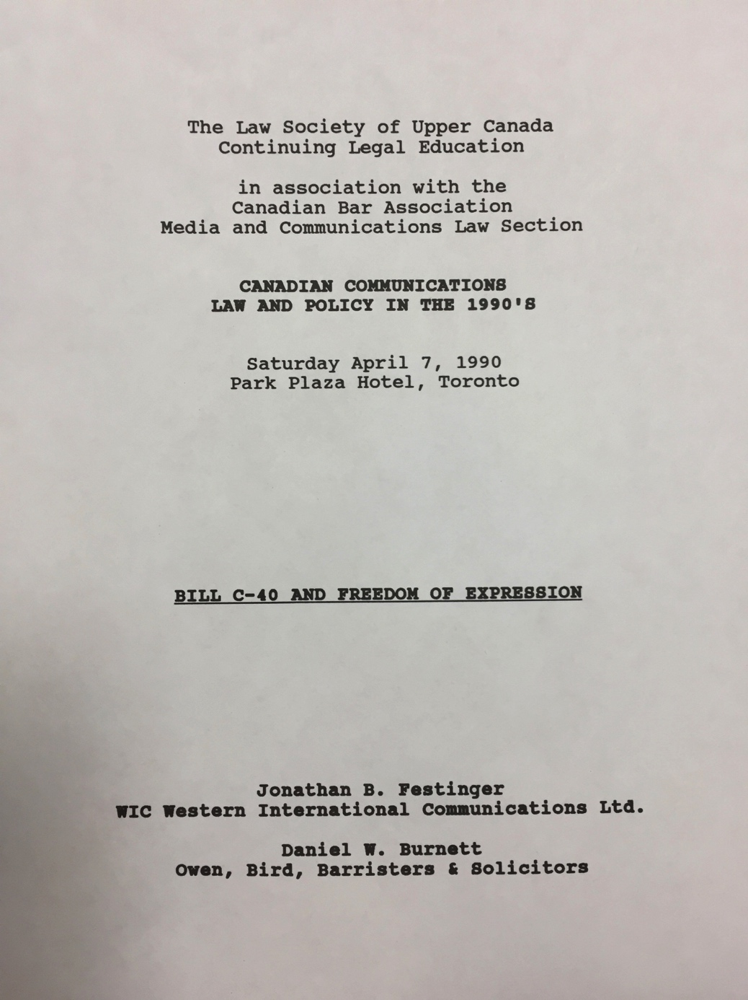 The Law Society of Upper Canada
Continuing Legal Education
in association with the
Canadian Bar Association
Media and Communications Law Section
CANADIAN COMMUNICATIONS
LAW AND POLICY IN THE 1990'S
Saturday April 7, 1990
Park Plaza Hotel, Toronto
BILL C-40 AND FREEDOM OF EXPRESSION
Jonathan B. Festinger
WIC Western International Communications Ltd.
Daniel W. Burnett
Owen, Bird, Barristers & Solicitors